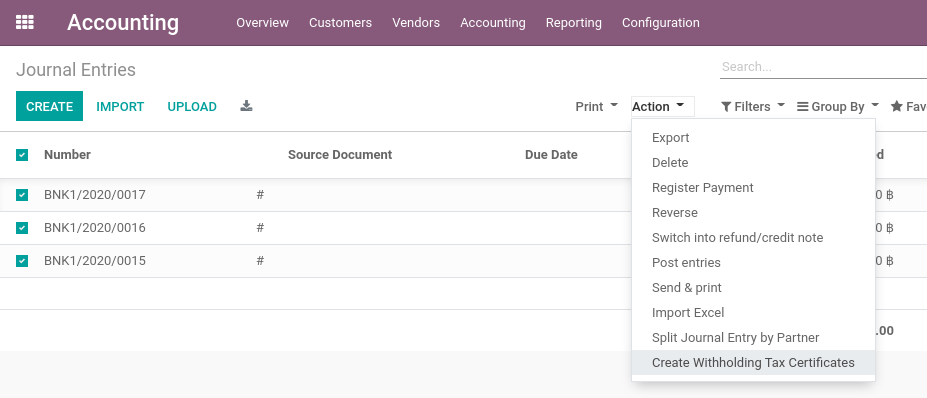 Accounting Overview Customers Vendors Accounting Reporting Configuration
Journal Entries Search...
CREATE IMPORT UPLOAD Print Action Filters Group By Fav
Number Source Document Due Date d
BNK1/2020/0017 # 0 ฿
BNK1/2020/0016 # 0 ฿
BNK1/2020/0015 # 0 ฿
.00
Export
Delete
Register Payment
Reverse
Switch into refund/credit note
Post entries
Send & print
Import Excel
Split Journal Entry by Partner
Create Withholding Tax Certificates